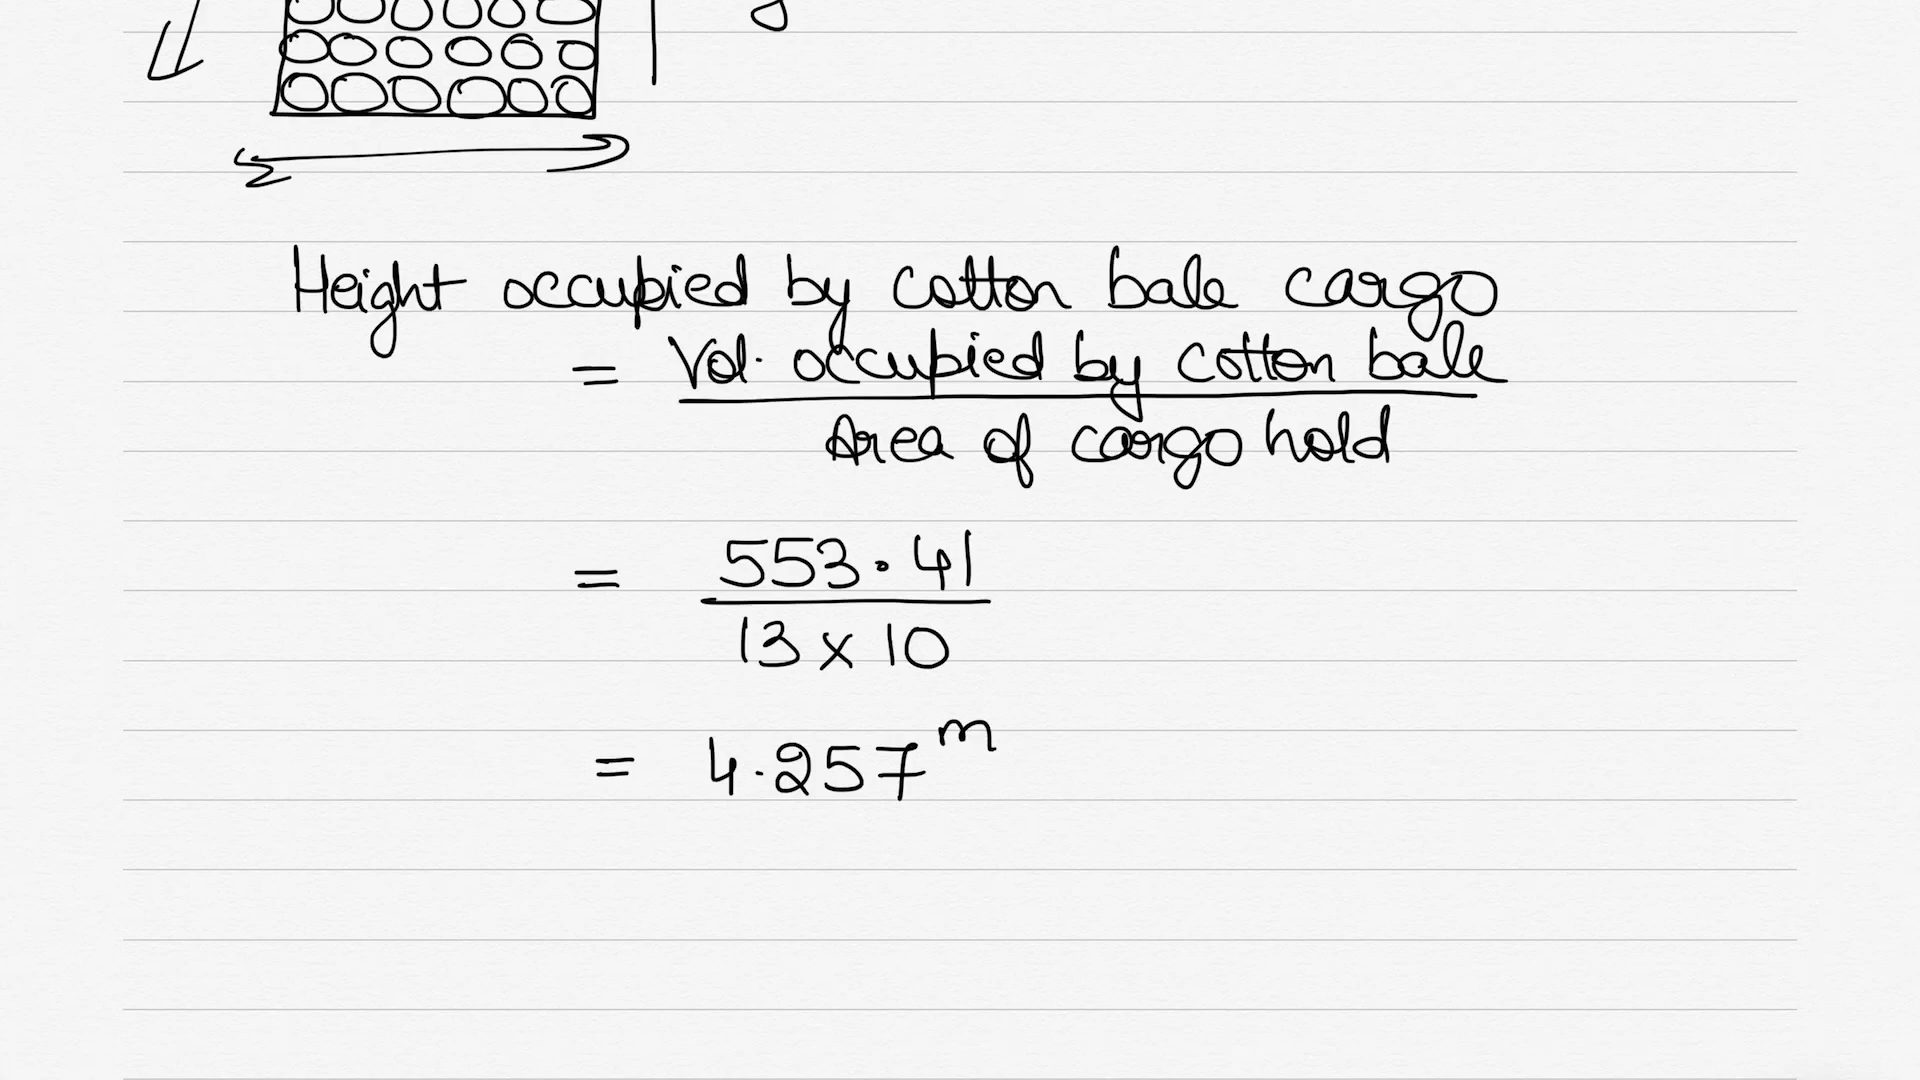 Height occupied by cotton bale cargo
= Vol. occupied by cotton bale
Area of cargo hold
= 553.41
13 x 10
= 4.257 m